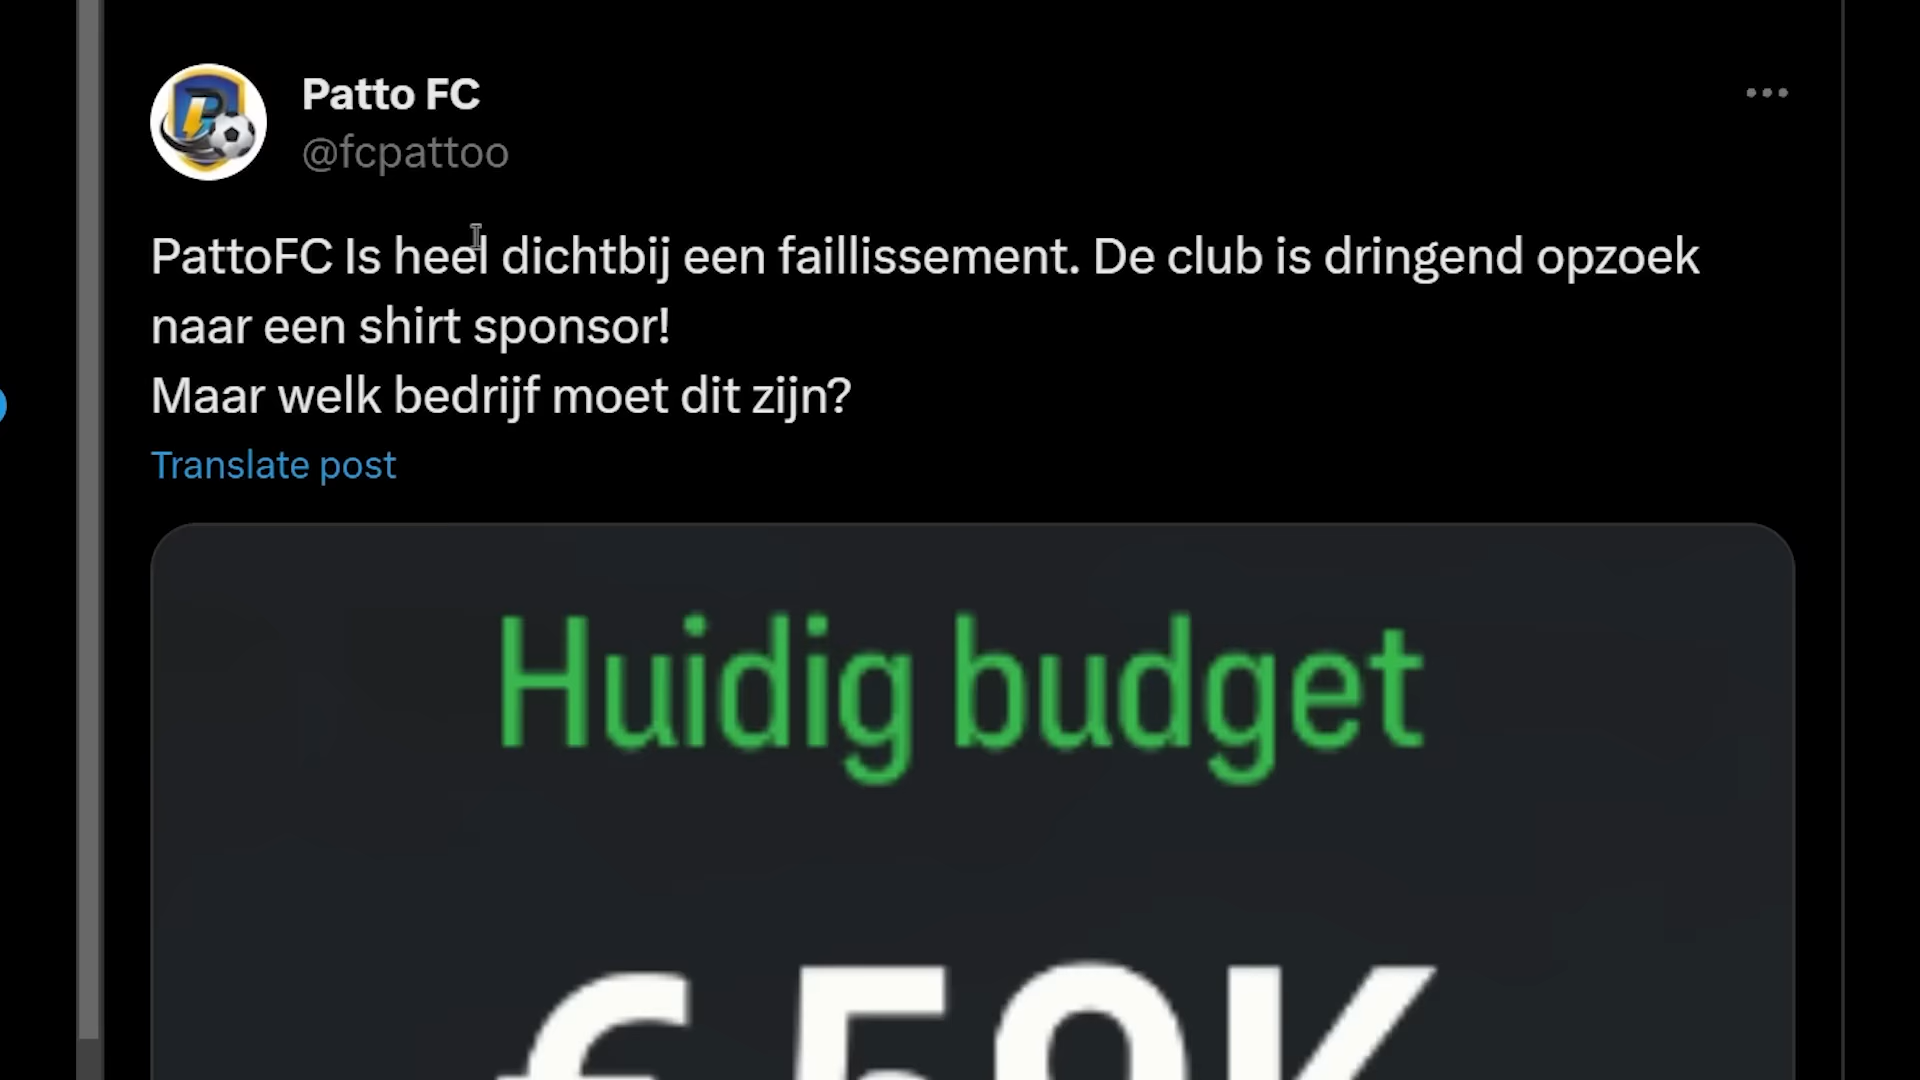 Patto FC
@fcpattoo
PattoFC Is heel dichtbij een faillissement. De club is dringend opzoek
naar een shirt sponsor!
Maar welk bedrijf moet dit zijn?
Translate post
Huidig budget